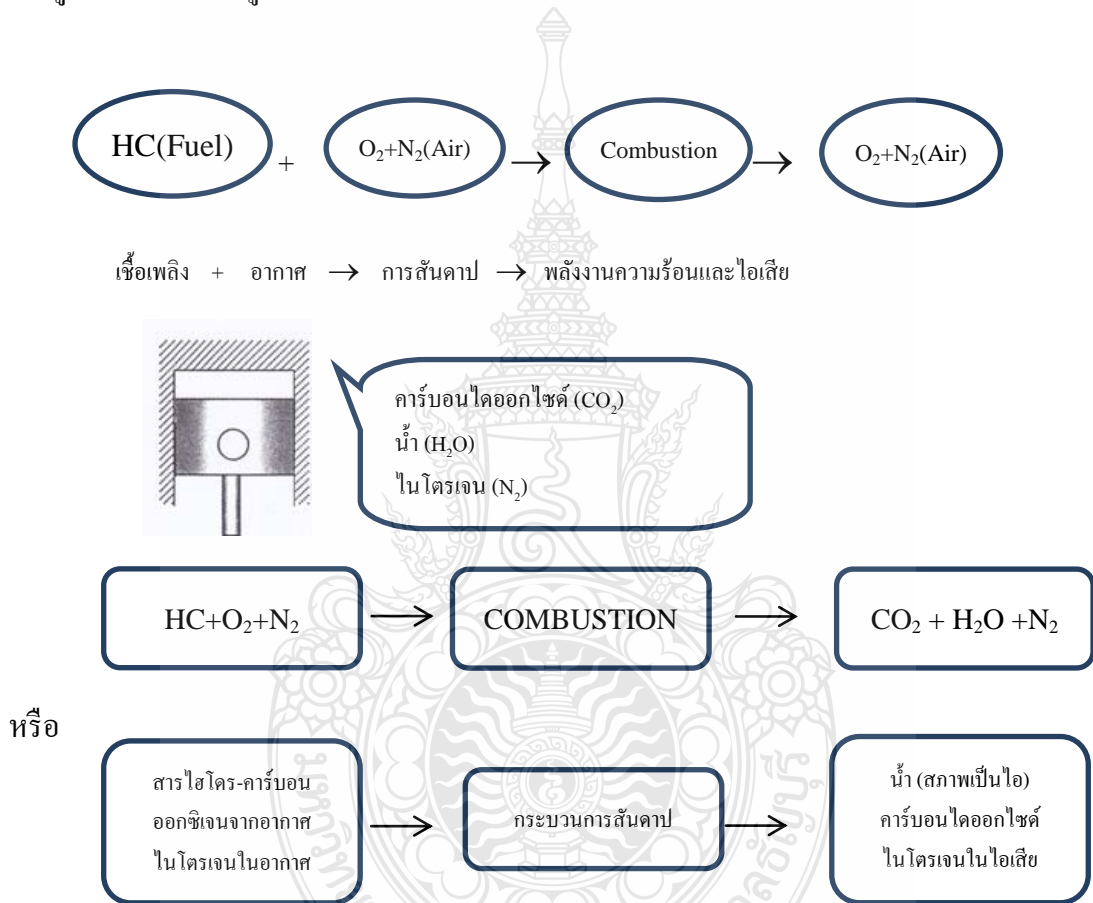 HC(Fuel) + O₂+N₂(Air) → Combustion → O₂+N₂(Air)
เชื้อเพลิง + อากาศ → การสันดาป → พลังงานความร้อนและไอเสีย
คาร์บอนไดออกไซด์ (CO₂)
น้ำ (H₂O)
ไนโตรเจน (N₂)
HC+O₂+N₂ → COMBUSTION → CO₂ + H₂O +N₂
หรือ
สารไฮโดร-คาร์บอน
ออกซิเจนจากอากาศ
ไนโตรเจนในอากาศ
→
กระบวนการสันดาป
→
น้ำ (สภาพเป็นไอ)
คาร์บอนไดออกไซด์
ไนโตรเจนในไอเสีย